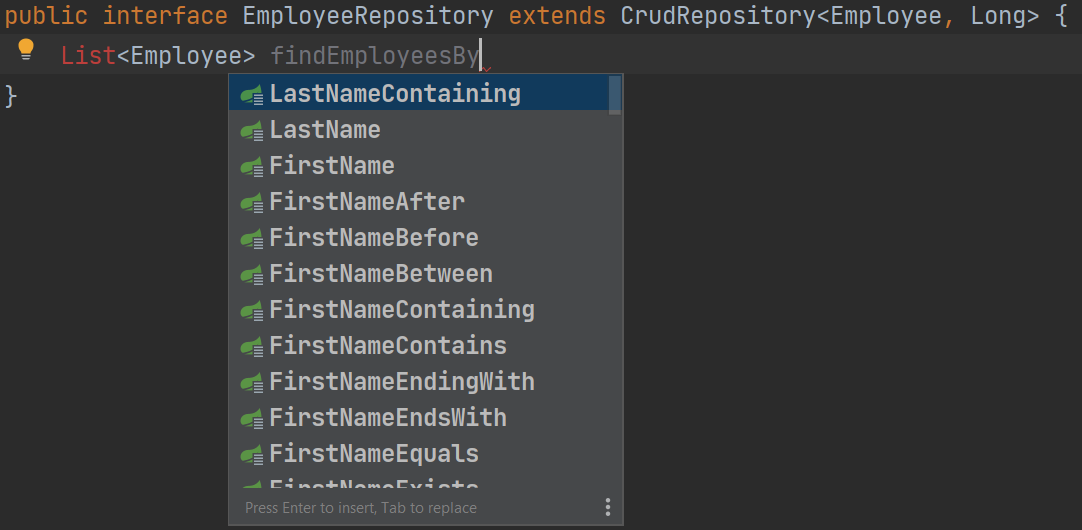 public interface EmployeeRepository extends CrudRepository<Employee, Long> {
List<Employee> findEmployeesBy
}
LastNameContaining
LastName
FirstName
FirstNameAfter
FirstNameBefore
FirstNameBetween
FirstNameContaining
FirstNameContains
FirstNameEndingWith
FirstNameEndsWith
FirstNameEquals
FirstNameExists
Press Enter to insert, Tab to replace